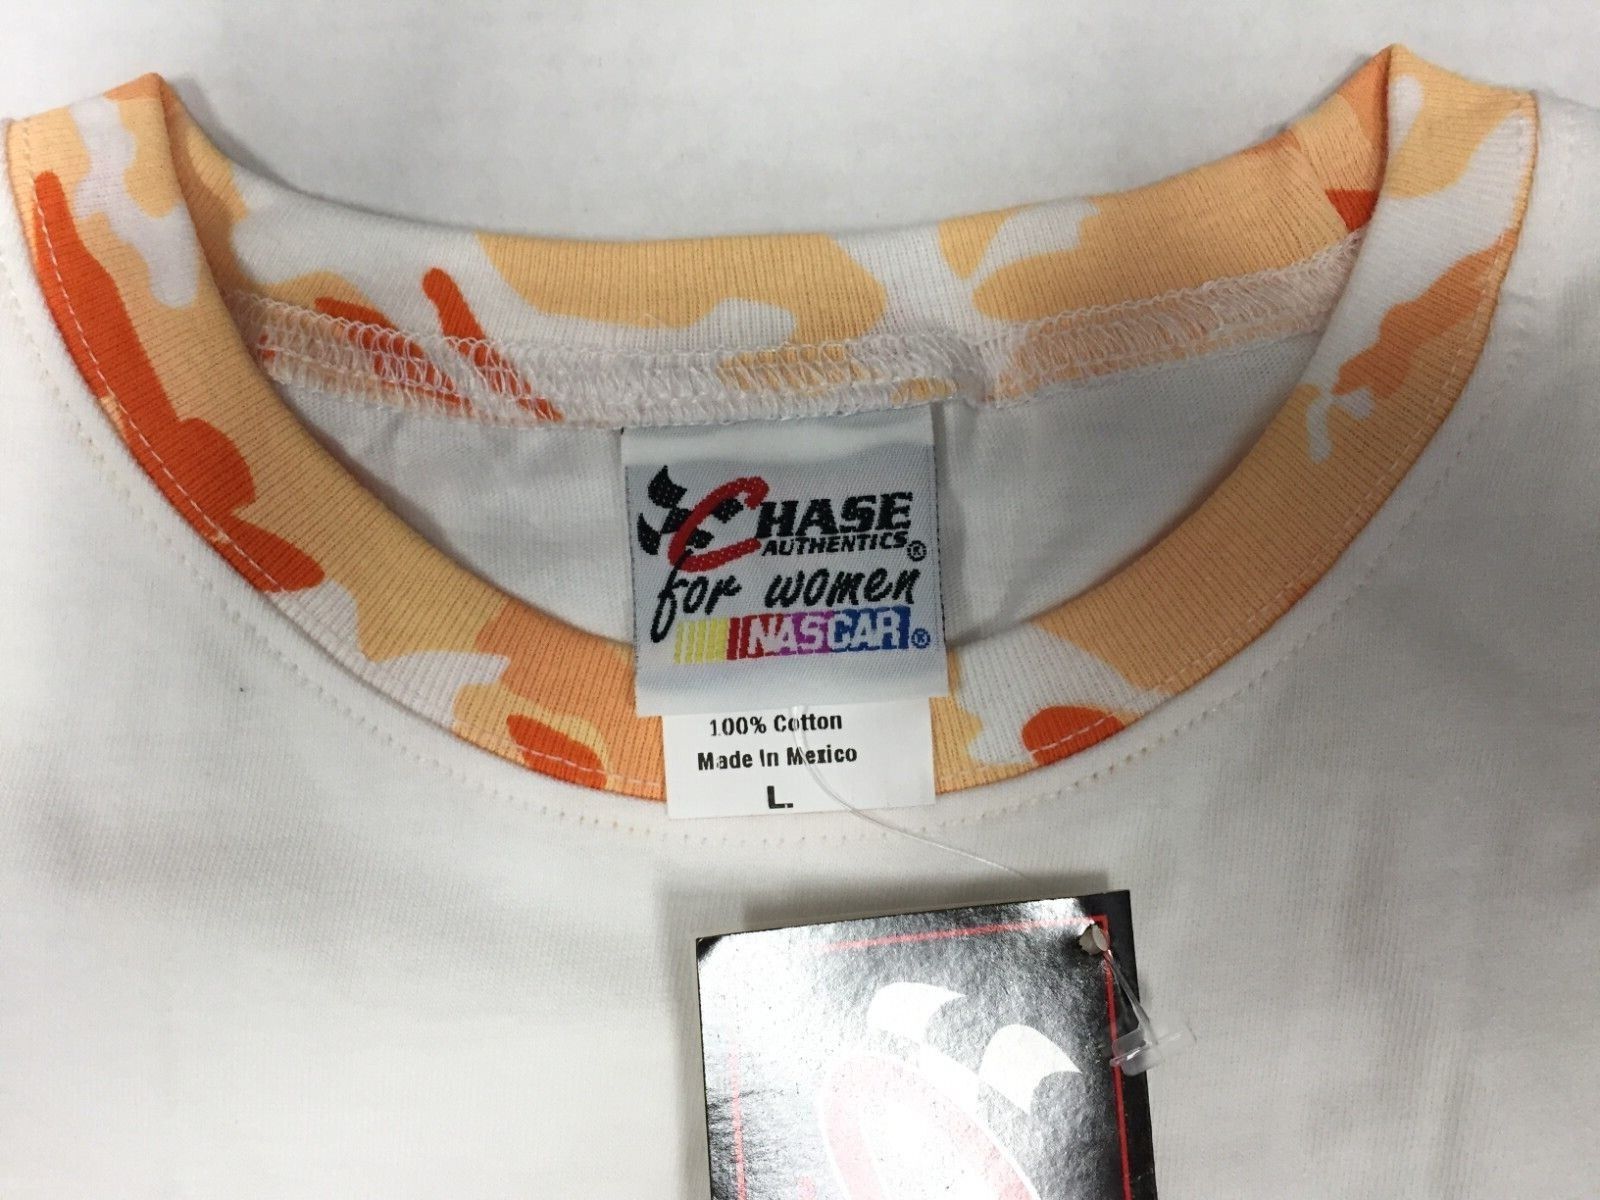 CHASE
AUTHENTICS®
for women
NASCAR®
100% Cotton
Made In Mexico
L.